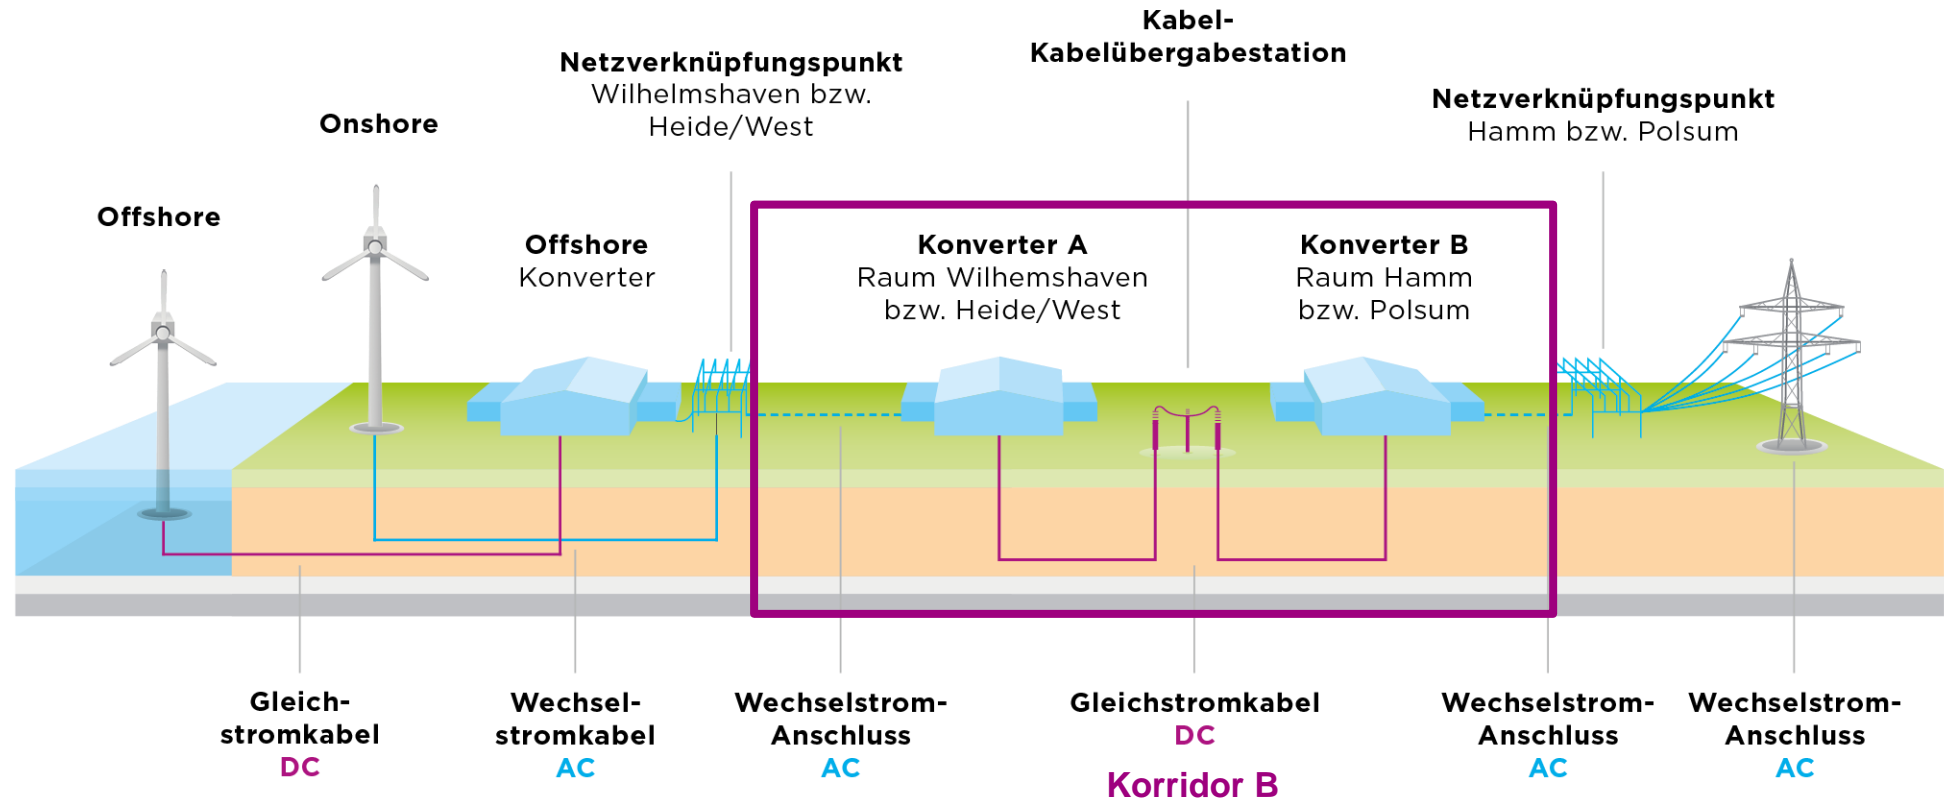 Kabel-
Kabelübergabestation
Netzverknüpfungspunkt
Wilhelmshaven bzw.
Heide/West
Netzverknüpfungspunkt
Hamm bzw. Polsum
Onshore
Offshore
Offshore
Konverter
Konverter A
Raum Wilhemshaven
bzw. Heide/West
Konverter B
Raum Hamm
bzw. Polsum
Gleich-
stromkabel
DC
Wechsel-
stromkabel
AC
Wechselstrom-
Anschluss
AC
Gleichstromkabel
DC
Wechselstrom-
Anschluss
AC
Wechselstrom-
Anschluss
AC
Korridor B